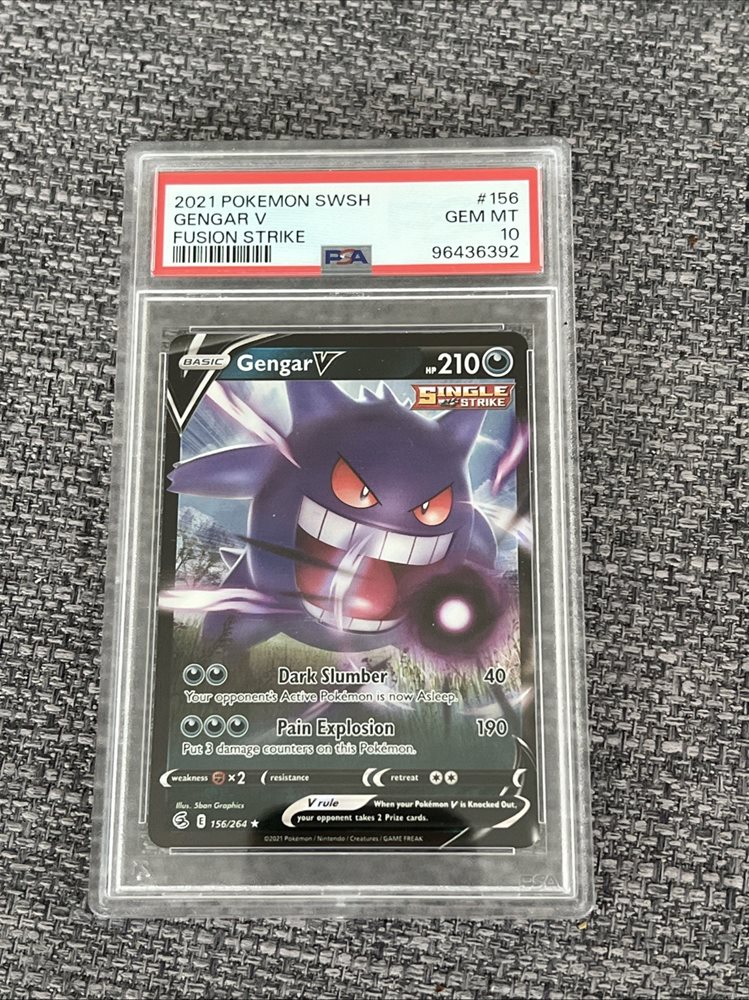 2021 POKEMON SWSH #156
GENGAR V GEM MT
FUSION STRIKE 10
PSA 96436392
BASIC Gengar V HP 210
SINGLE STRIKE
Dark Slumber 40
Your opponent's Active Pokémon is now Asleep.
Pain Explosion 190
Put 3 damage counters on this Pokémon.
weakness ×2 resistance retreat
Illus. 5ban Graphics
V rule When your Pokémon V is Knocked Out,
your opponent takes 2 Prize cards.
E 156/264 ★
©2021 Pokémon / Nintendo / Creatures / GAME FREAK
PSA